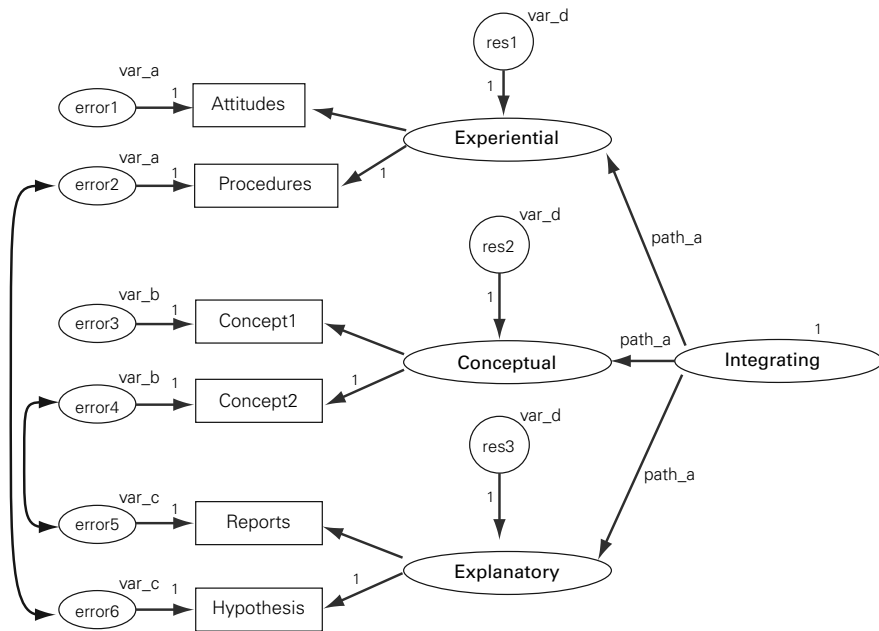 var_d
res1
1
var_a
1
error1
Attitudes
Experiential
var_a
1
error2
Procedures
1
var_d
res2
1
path_a
var_b
1
error3
Concept1
path_a
1
Conceptual
Integrating
var_b
1
error4
Concept2
1
var_d
res3
1
path_a
var_c
1
error5
Reports
Explanatory
var_c
1
error6
Hypothesis
1